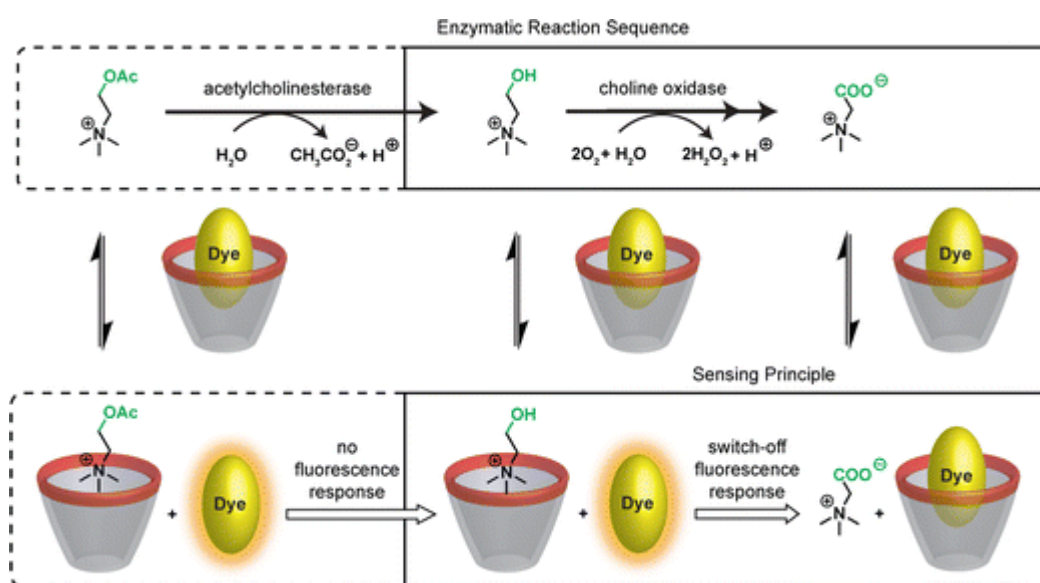 Enzymatic Reaction Sequence
OAc
⊕
N
acetylcholinesterase
H₂O
CH₃CO₂⊖ + H⊕
OH
⊕
N
choline oxidase
2O₂ + H₂O
2H₂O₂ + H⊕
COO⊖
⊕
N
Dye
Dye
Dye
Sensing Principle
OAc
⊕
N
+
Dye
no
fluorescence
response
OH
⊕
N
+
Dye
switch-off
fluorescence
response
COO⊖
⊕
N
+
Dye